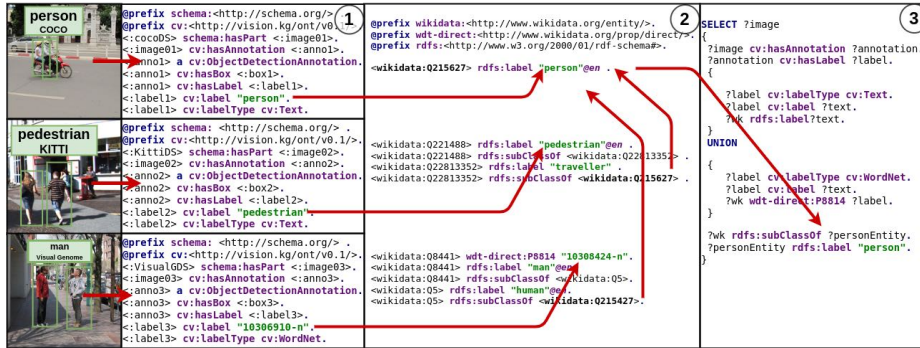 person
COCO
pedestrian
KITTI
man
Visual Genome
1
@prefix schema:<http://schema.org/>
@prefix cv:<http://vision.kg/ont/v0.1/>.
<:cocoDS> schema:hasPart <:image01>.
<:image01> cv:hasAnnotation <:anno1>.
<:anno1> a cv:ObjectDetectionAnnotation.
<:anno1> cv:hasBox <:box1>.
<:anno1> cv:hasLabel <:label1>.
<:label1> cv:label "person".
<:label1> cv:labelType cv:Text.
@prefix schema: <http://schema.org/> .
@prefix cv:<http://vision.kg/ont/v0.1/>.
<:KittiDS> schema:hasPart <:image02>.
<:image02> cv:hasAnnotation <:anno2>.
<:anno2> a cv:ObjectDetectionAnnotation.
<:anno2> cv:hasBox <:box2>.
<:anno2> cv:hasLabel <:label2>.
<:label2> cv:label "pedestrian".
<:label2> cv:labelType cv:Text.
@prefix schema: <http://schema.org/> .
@prefix cv:<http://vision.kg/ont/v0.1/>.
<:VisualGDS> schema:hasPart <:image03>.
<:image03> cv:hasAnnotation <:anno3>.
<:anno3> a cv:ObjectDetectionAnnotation.
<:anno3> cv:hasBox <:box3>.
<:anno3> cv:hasLabel <:label3>.
<:label3> cv:label "10306910-n".
<:label3> cv:labelType cv:WordNet.
2
@prefix wikidata:<http://www.wikidata.org/entity/>.
@prefix wdt-direct:<http://www.wikidata.org/prop/direct/>.
@prefix rdfs:<http://www.w3.org/2000/01/rdf-schema#>.
<wikidata:Q215627> rdfs:label "person"@en .
<wikidata:Q221488> rdfs:label "pedestrian"@en .
<wikidata:Q221488> rdfs:subClassOf <wikidata:Q22813352> .
<wikidata:Q22813352> rdfs:label "traveller" .
<wikidata:Q22813352> rdfs:subClassOf <wikidata:Q215627> .
<wikidata:Q8441> wdt-direct:P8814 "10308424-n".
<wikidata:Q8441> rdfs:label "man"@en.
<wikidata:Q8441> rdfs:subClassOf <wikidata:Q5>.
<wikidata:Q5> rdfs:label "human"@en.
<wikidata:Q5> rdfs:subClassOf <wikidata:Q215427>.
3
SELECT ?image
{
?image cv:hasAnnotation ?annotation.
?annotation cv:hasLabel ?label.
{
?label cv:labelType cv:Text.
?label cv:label ?text.
?wk rdfs:label?text.
}
UNION
{
?label cv:labelType cv:WordNet.
?label cv:label ?text.
?wk wdt-direct:P8814 ?label.
}
?wk rdfs:subClassOf ?personEntity.
?personEntity rdfs:label "person".
}